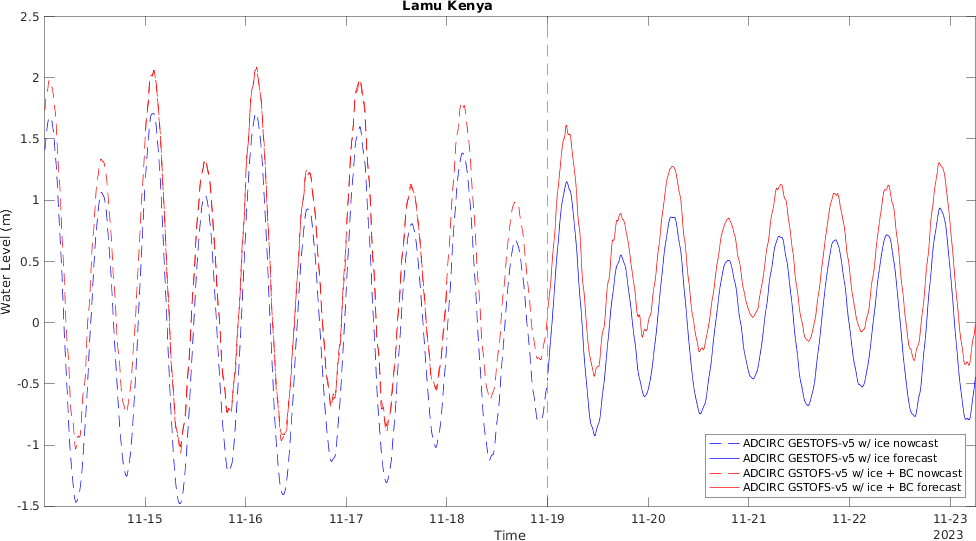 Lamu Kenya
2.5
2
1.5
1
0.5
0
-0.5
-1
-1.5
Water Level (m)
11-15 11-16 11-17 11-18 11-19 11-20 11-21 11-22 11-23
2023
Time
ADCIRC GESTOFS-v5 w/ ice nowcast
ADCIRC GESTOFS-v5 w/ ice forecast
ADCIRC GSTOFS-v5 w/ ice + BC nowcast
ADCIRC GSTOFS-v5 w/ ice + BC forecast